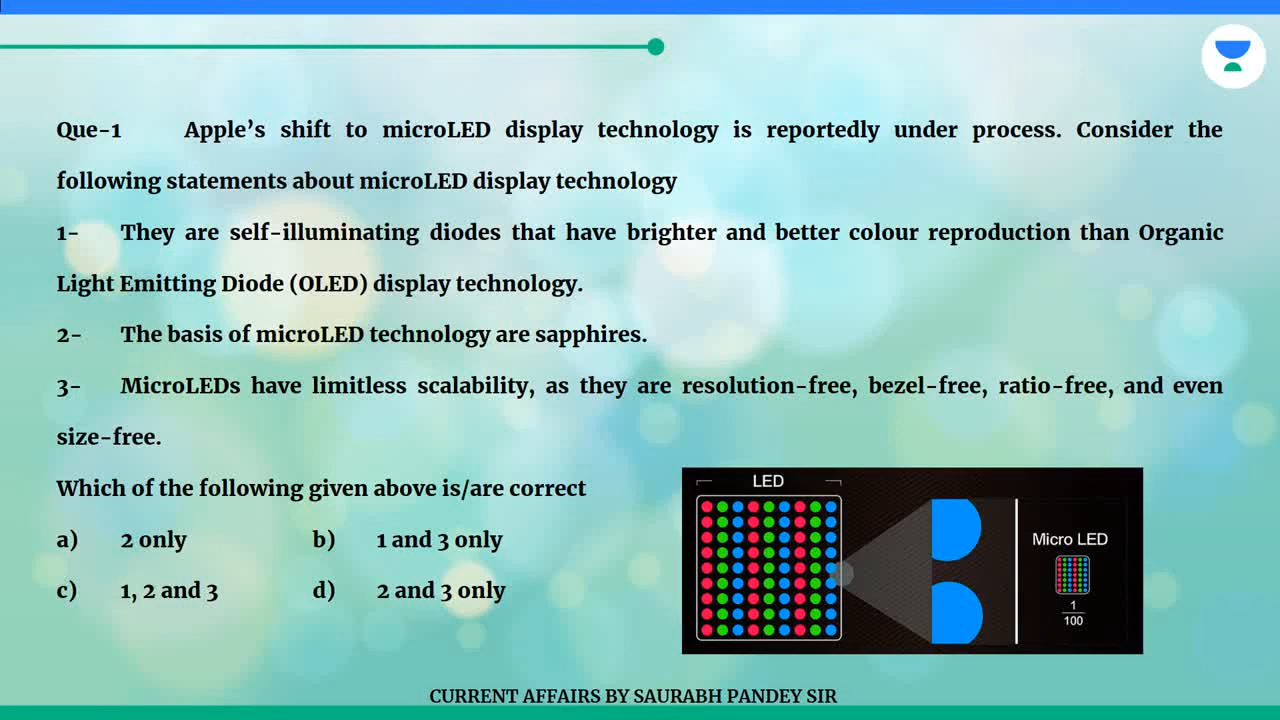 Que-1 Apple’s shift to microLED display technology is reportedly under process. Consider the
following statements about microLED display technology
1- They are self-illuminating diodes that have brighter and better colour reproduction than Organic
Light Emitting Diode (OLED) display technology.
2- The basis of microLED technology are sapphires.
3- MicroLEDs have limitless scalability, as they are resolution-free, bezel-free, ratio-free, and even
size-free.
Which of the following given above is/are correct
a) 2 only b) 1 and 3 only
c) 1, 2 and 3 d) 2 and 3 only
LED
Micro LED
1
100
CURRENT AFFAIRS BY SAURABH PANDEY SIR